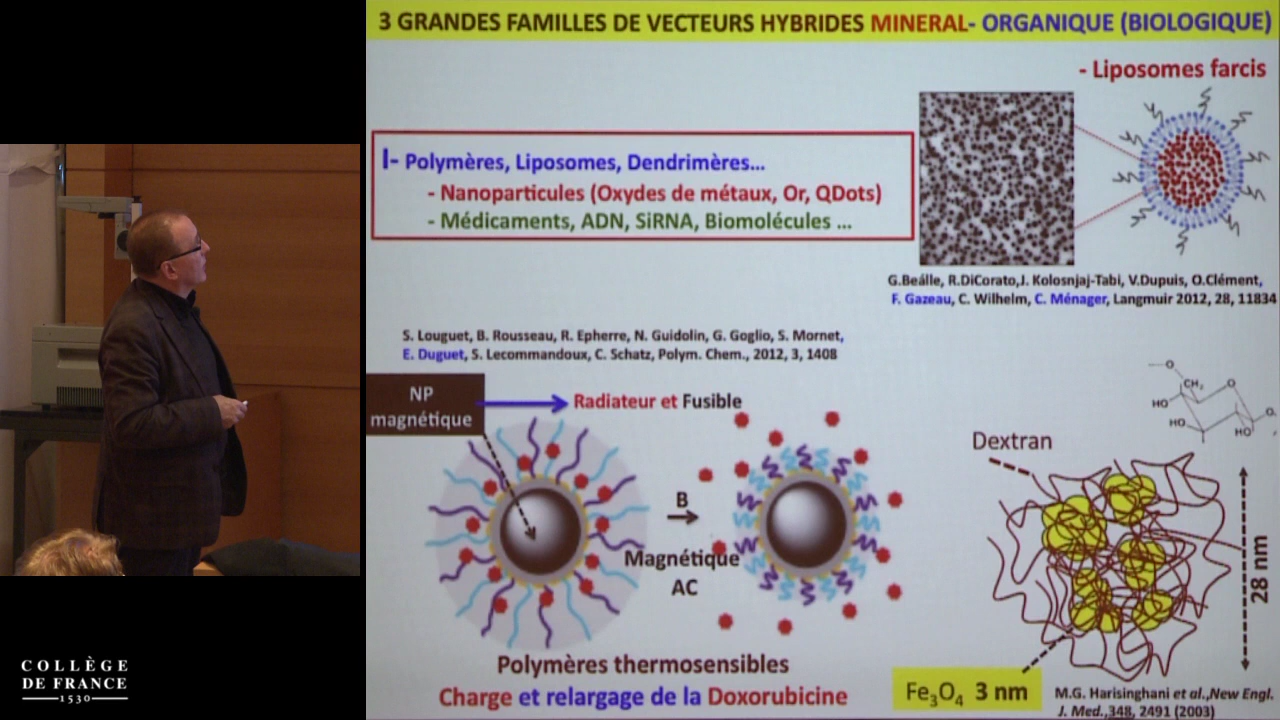 3 GRANDES FAMILLES DE VECTEURS HYBRIDES MINERAL- ORGANIQUE (BIOLOGIQUE)
- Liposomes farcis
I- Polymères, Liposomes, Dendrimères...
- Nanoparticules (Oxydes de métaux, Or, QDots)
- Médicaments, ADN, SiRNA, Biomolécules ...
G.Beálle, R.DiCorato,J. Kolosnjaj-Tabi, V.Dupuis, O.Clément,
F. Gazeau, C. Wilhelm, C. Ménager, Langmuir 2012, 28, 11834
S. Louguet, B. Rousseau, R. Epherre, N. Guidolin, G. Goglio, S. Mornet,
E. Duguet, S. Lecommandoux, C. Schatz, Polym. Chem., 2012, 3, 1408
NP
magnétique
Radiateur et Fusible
B
Magnétique
AC
Polymères thermosensibles
Charge et relargage de la Doxorubicine
O
CH₂
O
HO
HO
HO
O
Dextran
28 nm
Fe₃O₄ 3 nm
M.G. Harisinghani et al.,New Engl.
J. Med.,348, 2491 (2003)
COLLÈGE
DE FRANCE
1530